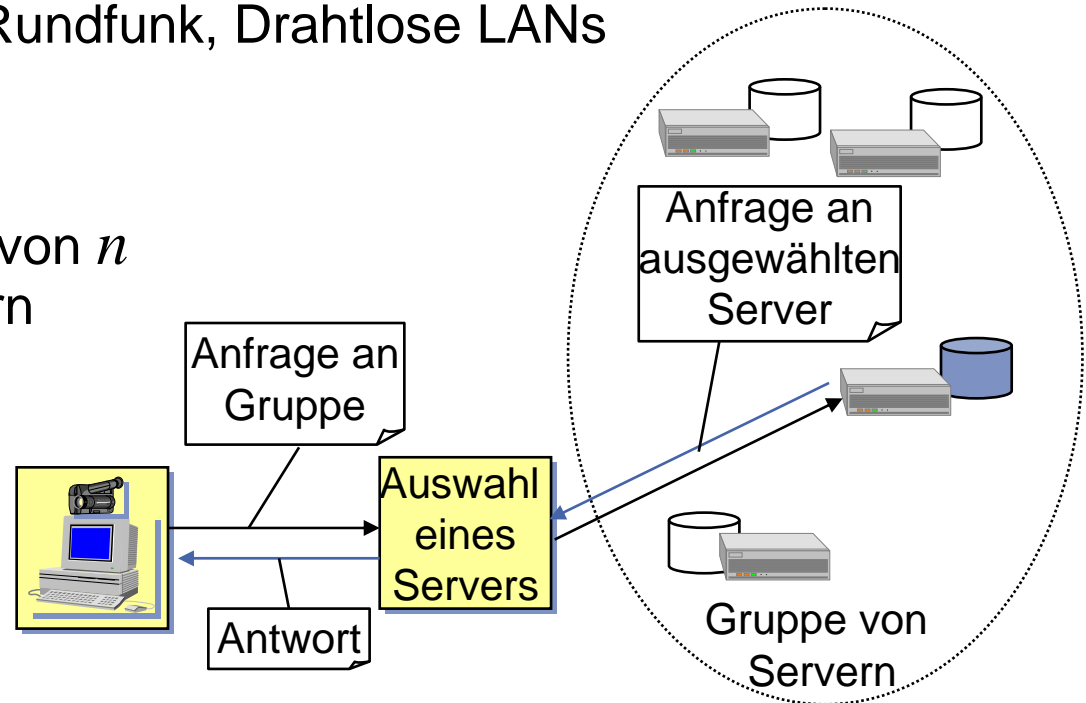 Rundfunk, Drahtlose LANs
von n
rn
Anfrage an
Gruppe
Anfrage an
ausgewählten
Server
Auswahl
eines
Servers
Antwort
Gruppe von
Servern